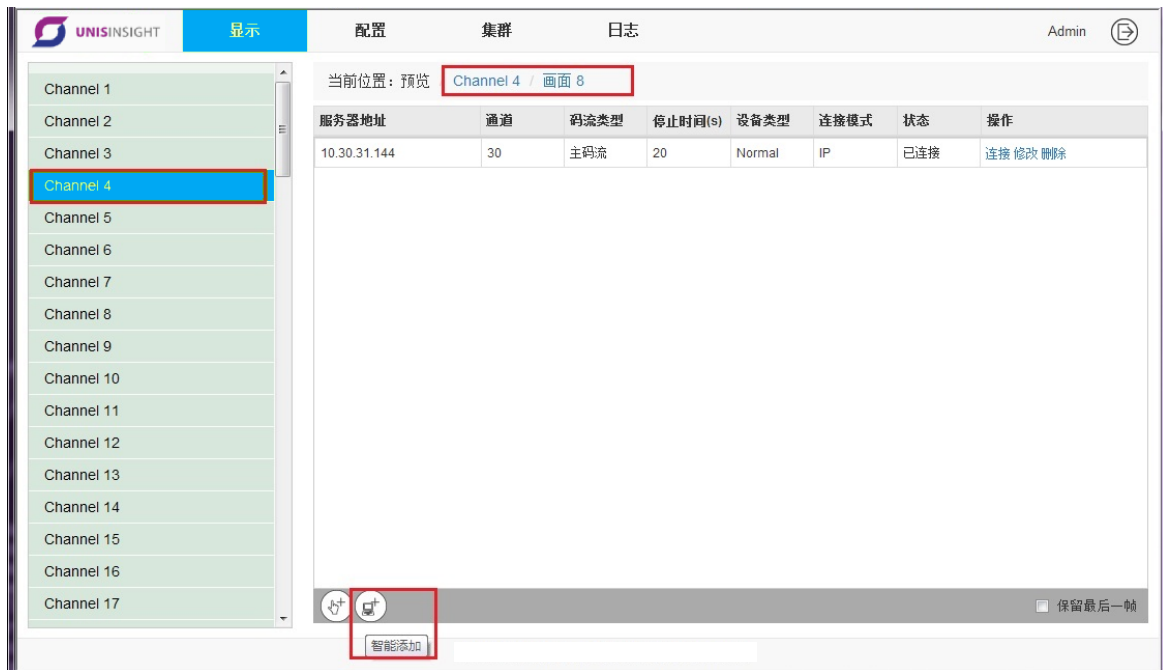 UNISINSIGHT 显示 配置 集群 日志 Admin
当前位置：预览 / Channel 4 / 画面 8
服务器地址 通道 码流类型 停止时间(s) 设备类型 连接模式 状态 操作
10.30.31.144 30 主码流 20 Normal IP 已连接 连接 修改 删除
Channel 1
Channel 2
Channel 3
Channel 4
Channel 5
Channel 6
Channel 7
Channel 8
Channel 9
Channel 10
Channel 11
Channel 12
Channel 13
Channel 14
Channel 15
Channel 16
Channel 17
保留最后一帧
智能添加